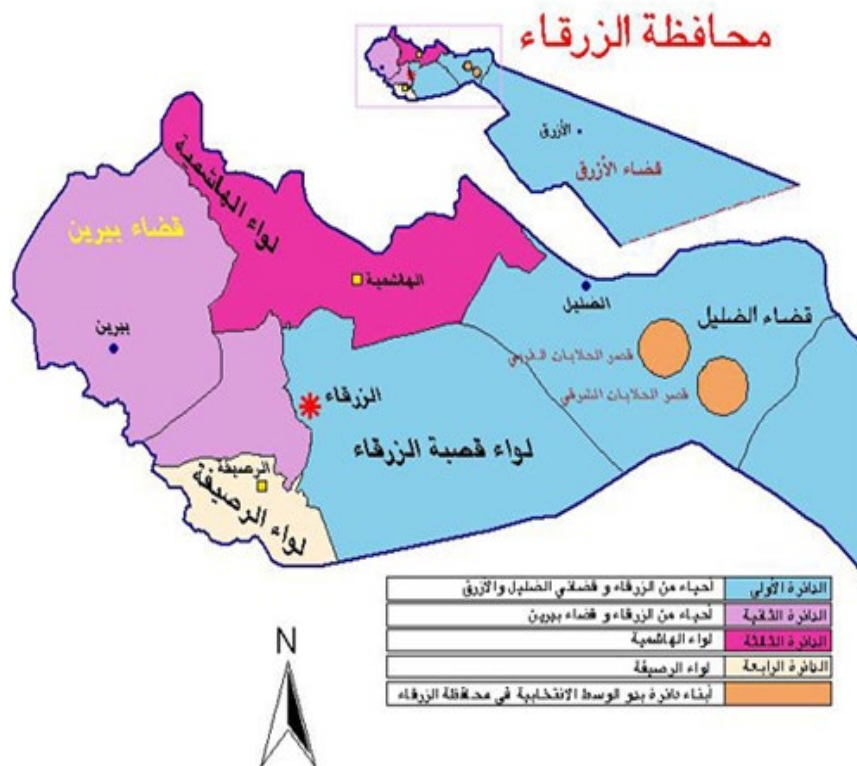 محافظة الزرقاء
الأزرق
قضاء الأزرق
لواء الهاشمية
قضاء بيرين
الهاشمية
الضليل
قضاء الضليل
بيرين
قصر الحلابات الغربي
قصر الحلابات الشرقي
الزرقاء
لواء قصبة الزرقاء
الرصيفة
لواء الرصيفة
الدائرة الأولى أحياء من الزرقاء و قضائي الضليل والأزرق
الدائرة الثانية أحياء من الزرقاء و قضاء بيرين
الدائرة الثالثة لواء الهاشمية
الدائرة الرابعة لواء الرصيفة
أبناء دائرة بدو الوسط الانتخابية في محافظة الزرقاء
N